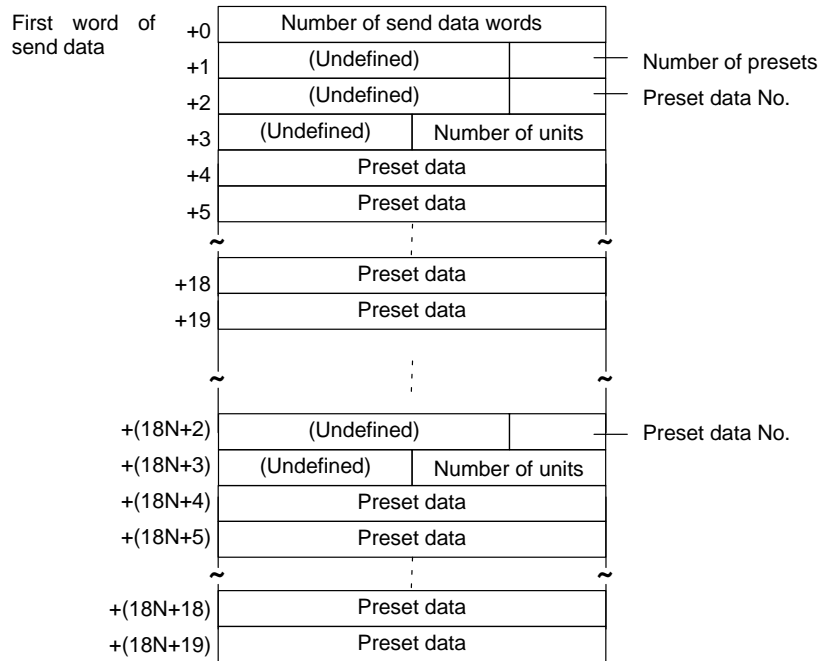 First word of
send data
+0 Number of send data words
+1 (Undefined) Number of presets
+2 (Undefined) Preset data No.
+3 (Undefined) Number of units
+4 Preset data
+5 Preset data
~ ~
+18 Preset data
+19 Preset data
~ ~
+(18N+2) (Undefined) Preset data No.
+(18N+3) (Undefined) Number of units
+(18N+4) Preset data
+(18N+5) Preset data
~ ~
+(18N+18) Preset data
+(18N+19) Preset data